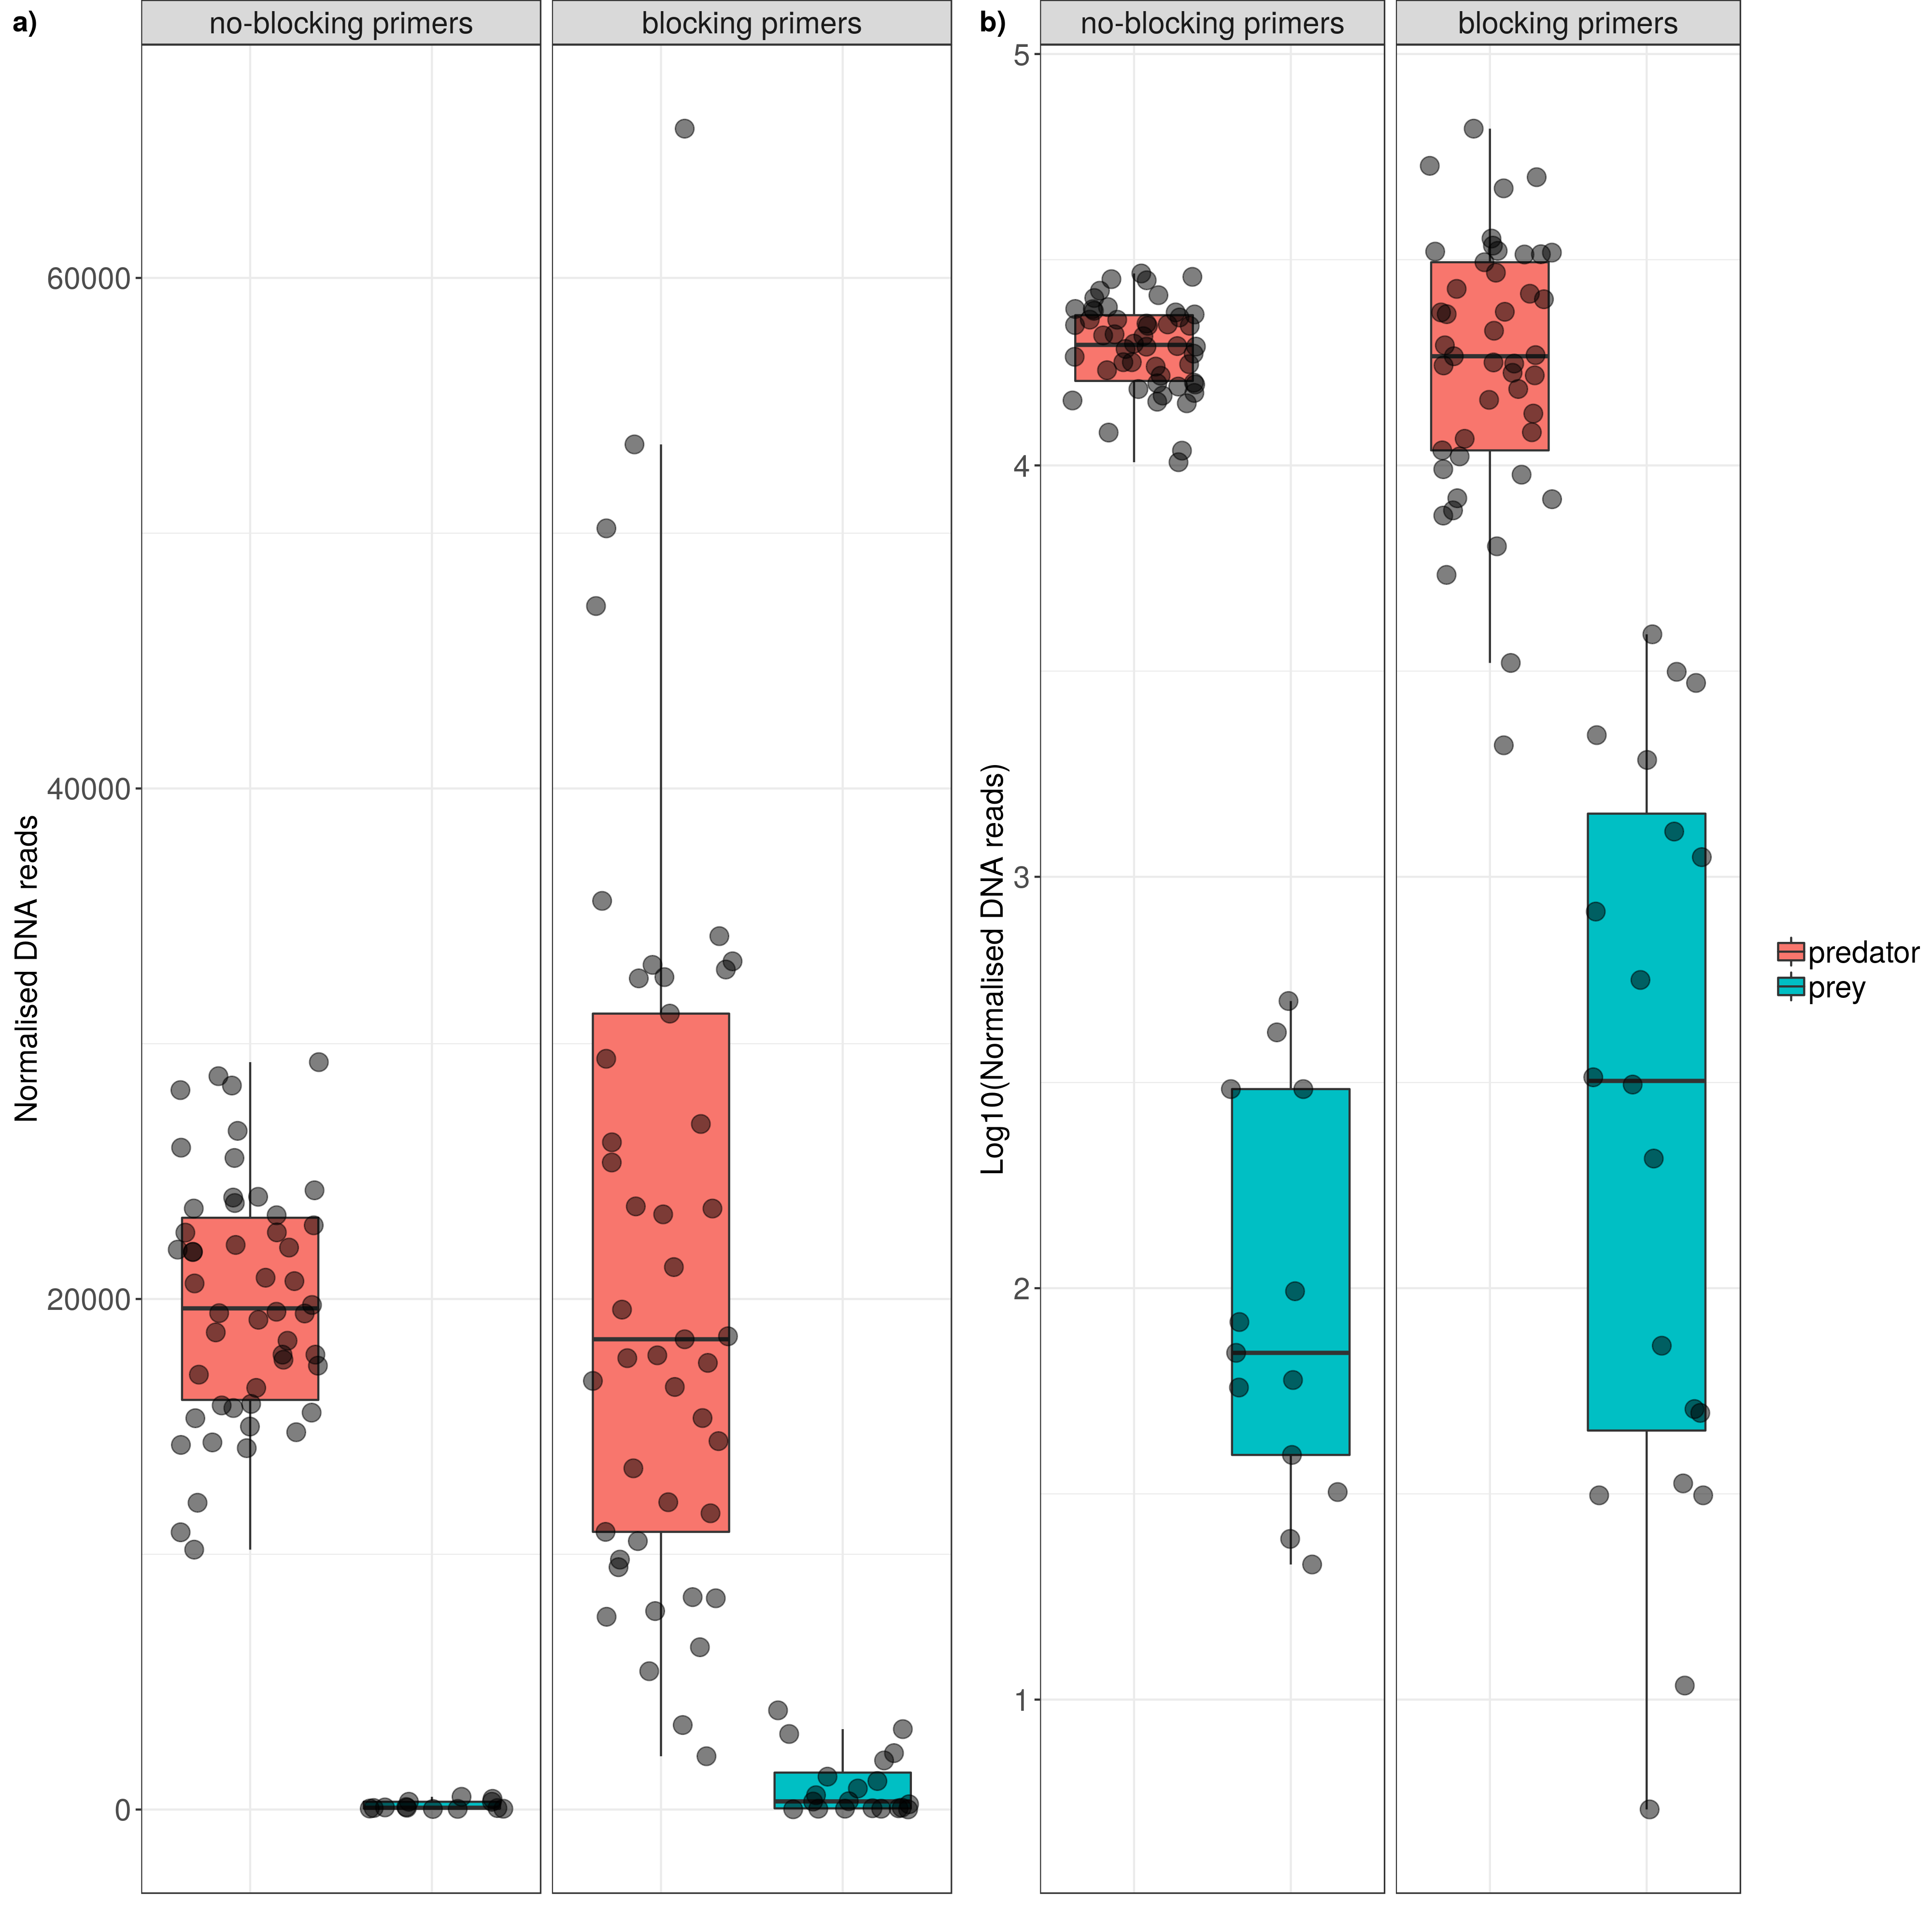 a)
no-blocking primers
blocking primers
Normalised DNA reads
60000
40000
20000
0
b)
no-blocking primers
blocking primers
Log10(Normalised DNA reads)
5
4
3
2
1
predator
prey